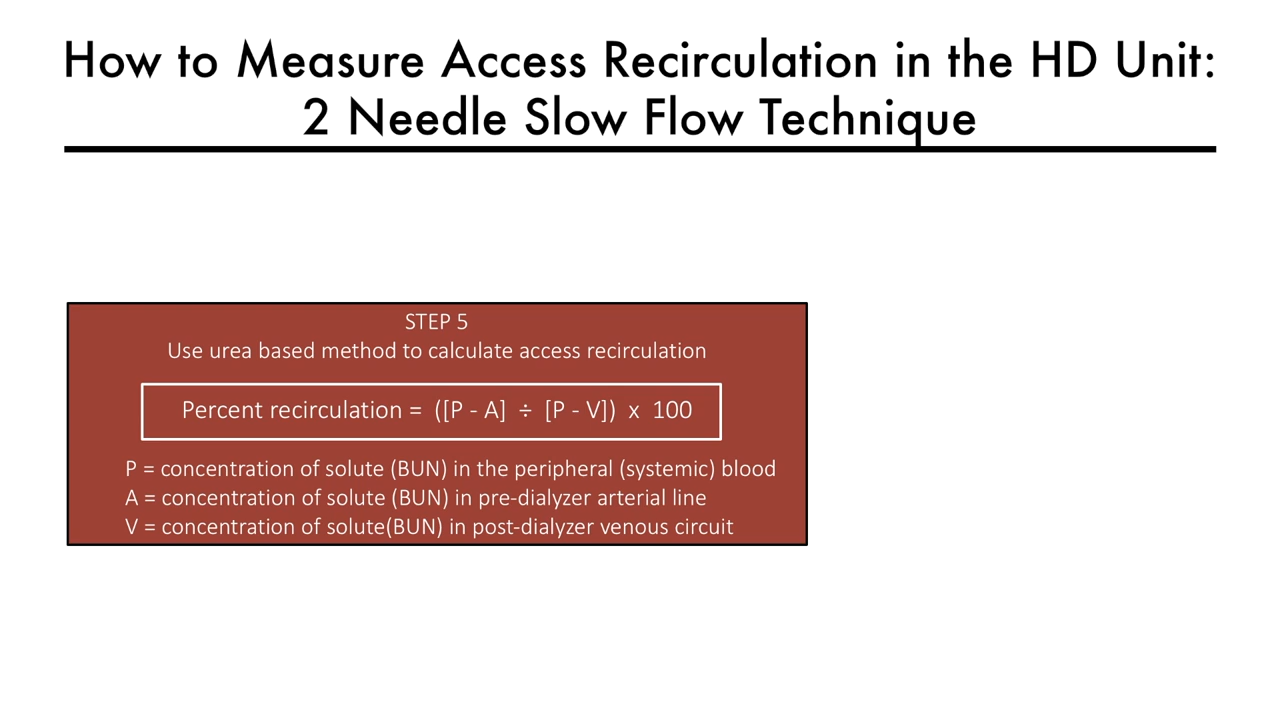 How to Measure Access Recirculation in the HD Unit:
2 Needle Slow Flow Technique
STEP 5
Use urea based method to calculate access recirculation
Percent recirculation = ([P - A] ÷ [P - V]) x 100
P = concentration of solute (BUN) in the peripheral (systemic) blood
A = concentration of solute (BUN) in pre-dialyzer arterial line
V = concentration of solute(BUN) in post-dialyzer venous circuit